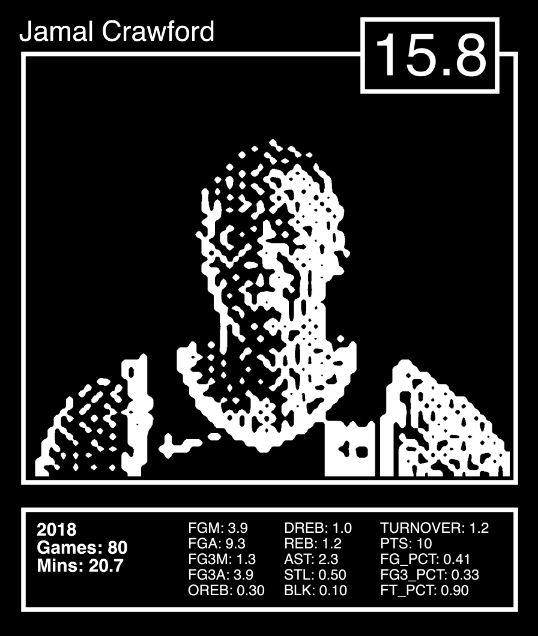 Jamal Crawford
15.8
2018
Games: 80
Mins: 20.7
FGM: 3.9
FGA: 9.3
FG3M: 1.3
FG3A: 3.9
OREB: 0.30
DREB: 1.0
REB: 1.2
AST: 2.3
STL: 0.50
BLK: 0.10
TURNOVER: 1.2
PTS: 10
FG_PCT: 0.41
FG3_PCT: 0.33
FT_PCT: 0.90